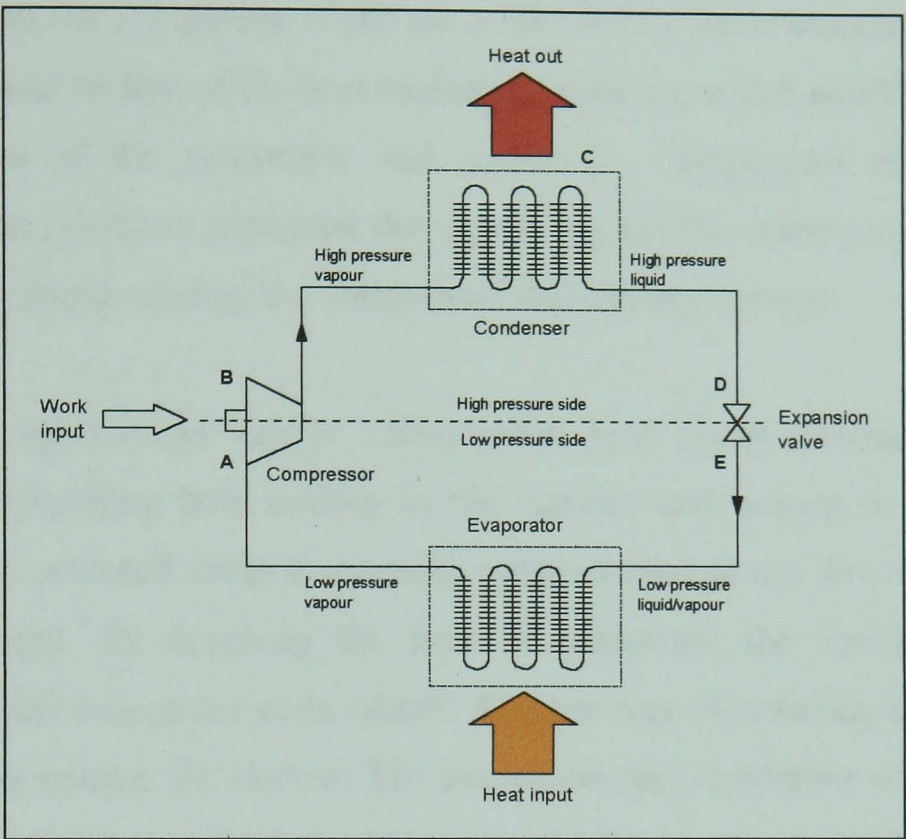 Heat out
C
High pressure
vapour
High pressure
liquid
Condenser
B
D
Work
input
High pressure side
Low pressure side
Expansion
valve
A
E
Compressor
Evaporator
Low pressure
vapour
Low pressure
liquid/vapour
Heat input